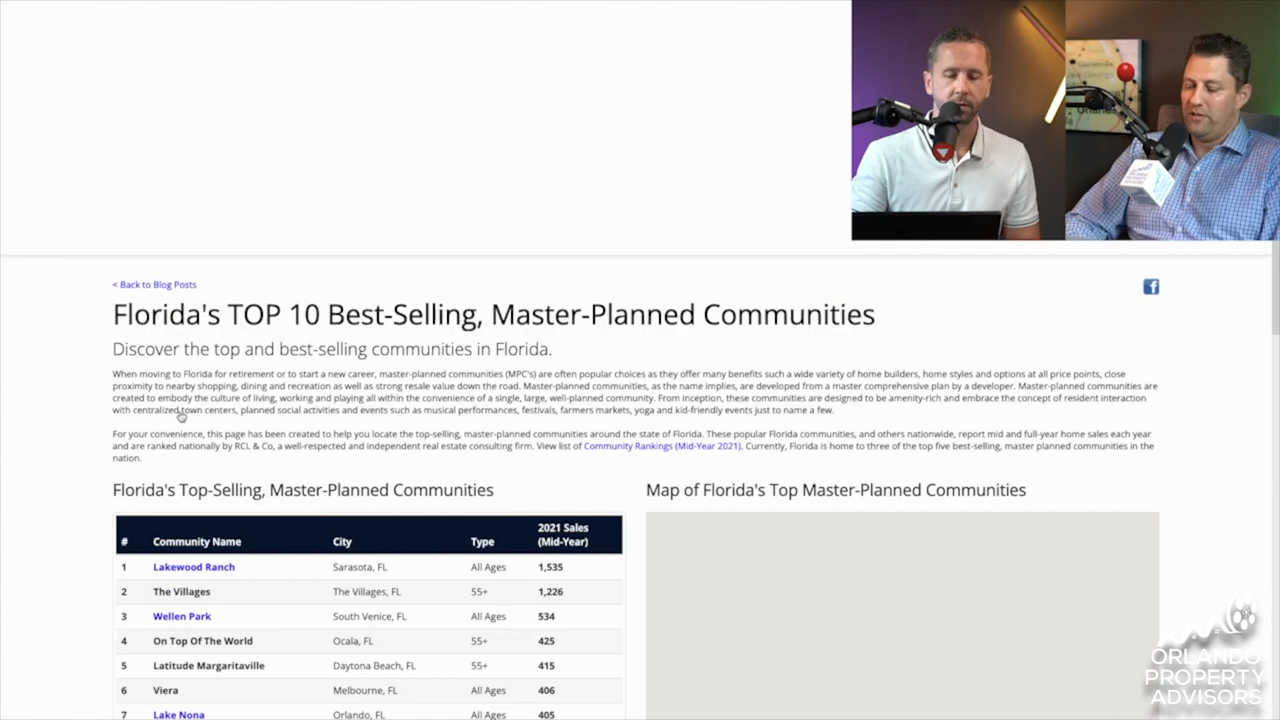 < Back to Blog Posts
Florida's TOP 10 Best-Selling, Master-Planned Communities
Discover the top and best-selling communities in Florida.
When moving to Florida for retirement or to start a new career, master-planned communities (MPC's) are often popular choices as they offer many benefits such a wide variety of home builders, home styles and options at all price points, close
proximity to nearby shopping, dining and recreation as well as strong resale value down the road. Master-planned communities, as the name implies, are developed from a master comprehensive plan by a developer. Master-planned communities are
created to embody the culture of living, working and playing all within the convenience of a single, large, well-planned community. From inception, these communities are designed to be amenity-rich and embrace the concept of resident interaction
with centralized town centers, planned social activities and events such as musical performances, festivals, farmers markets, yoga and kid-friendly events just to name a few.
For your convenience, this page has been created to help you locate the top-selling, master-planned communities around the state of Florida. These popular Florida communities, and others nationwide, report mid and full-year home sales each year
and are ranked nationally by RCL & Co, a well-respected and independent real estate consulting firm. View list of Community Rankings (Mid-Year 2021). Currently, Florida is home to three of the top five best-selling, master planned communities in the
nation.
Florida's Top-Selling, Master-Planned Communities
Map of Florida's Top Master-Planned Communities
# Community Name City Type 2021 Sales (Mid-Year)
1 Lakewood Ranch Sarasota, FL All Ages 1,535
2 The Villages The Villages, FL 55+ 1,226
3 Wellen Park South Venice, FL All Ages 534
4 On Top Of The World Ocala, FL 55+ 425
5 Latitude Margaritaville Daytona Beach, FL 55+ 415
6 Viera Melbourne, FL All Ages 406
7 Lake Nona Orlando, FL All Ages 405
ORLANDO
PROPERTY
ADVISORS